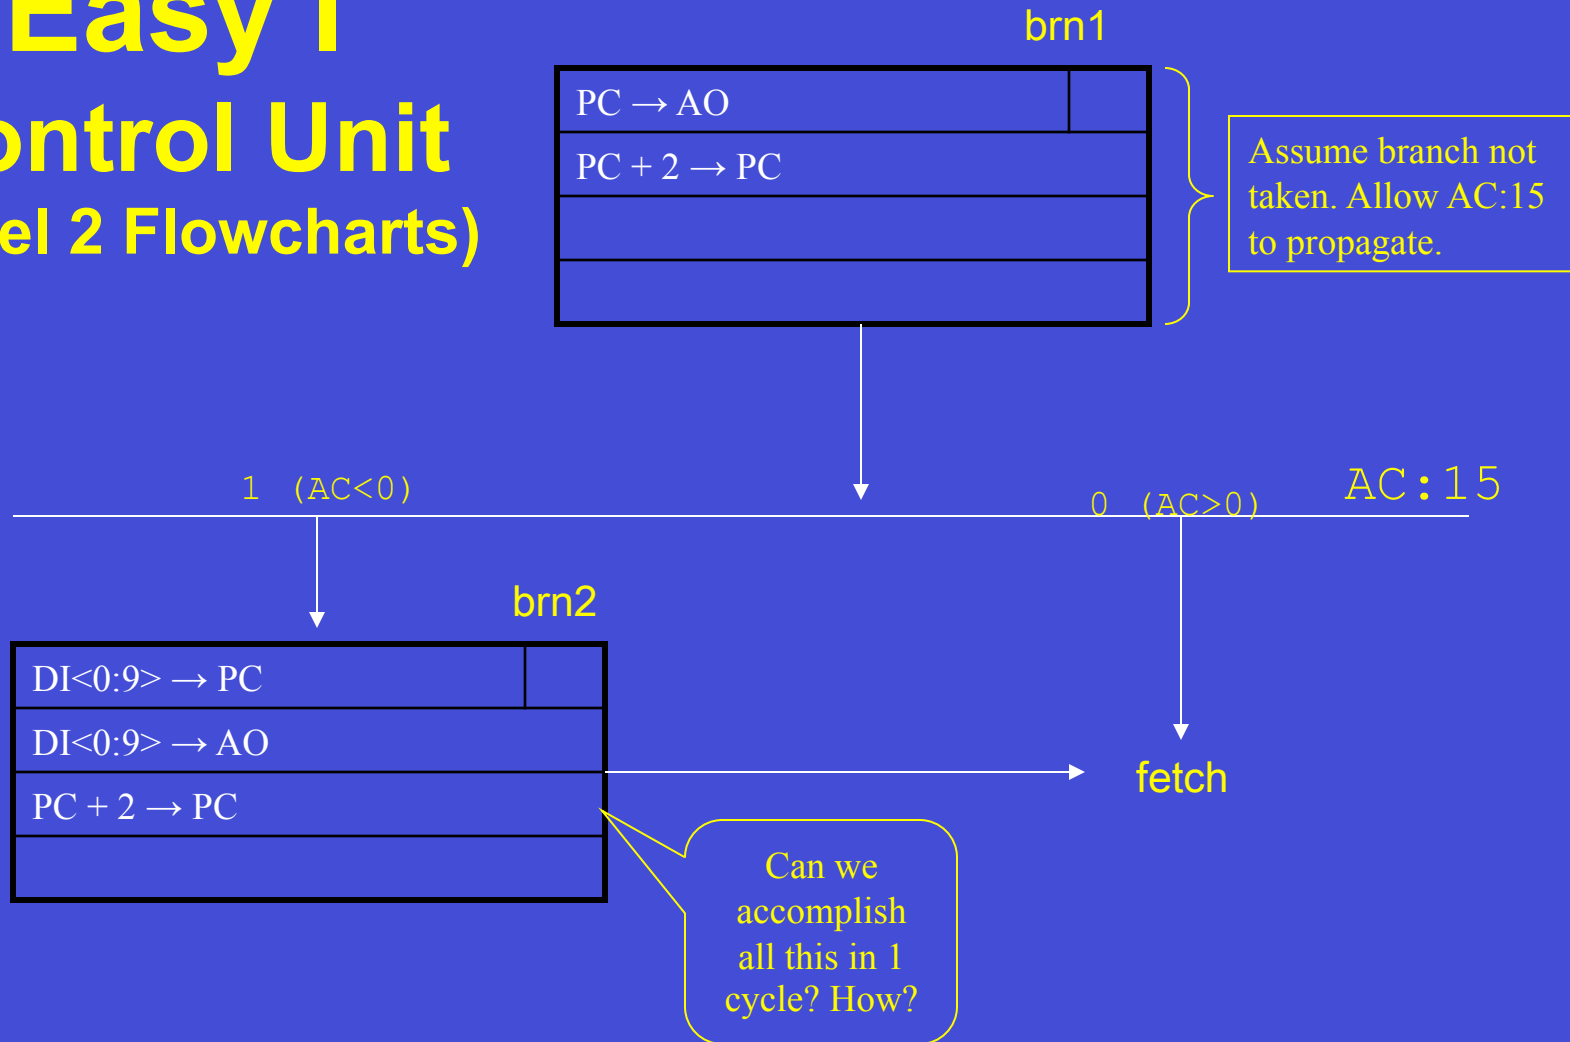 Easy I
ontrol Unit
el 2 Flowcharts)
brn1
PC → AO
PC + 2 → PC
Assume branch not
taken. Allow AC:15
to propagate.
1 (AC<0)
0 (AC>0)
AC:15
brn2
DI<0:9> → PC
DI<0:9> → AO
PC + 2 → PC
fetch
Can we
accomplish
all this in 1
cycle? How?